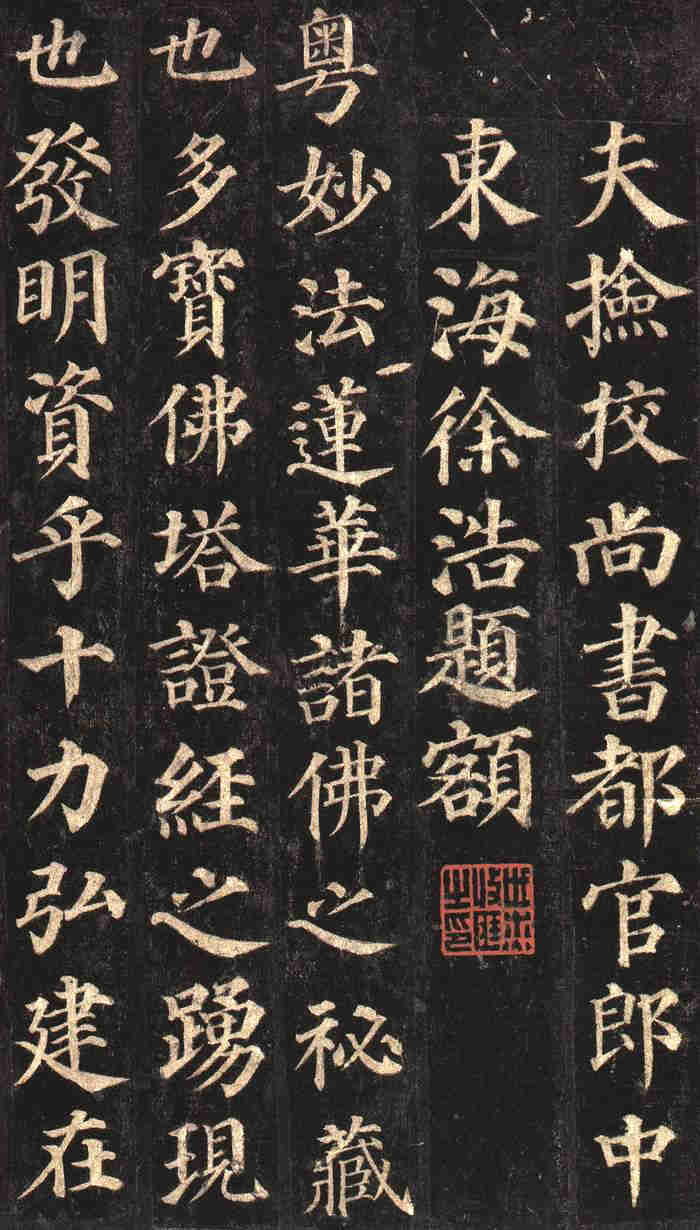 夫撿挍尚書都官郎中
東海徐浩題額
粵妙法蓮華諸佛之祕藏
也多寶佛塔證經之踴現
也發明資乎十力弘建在